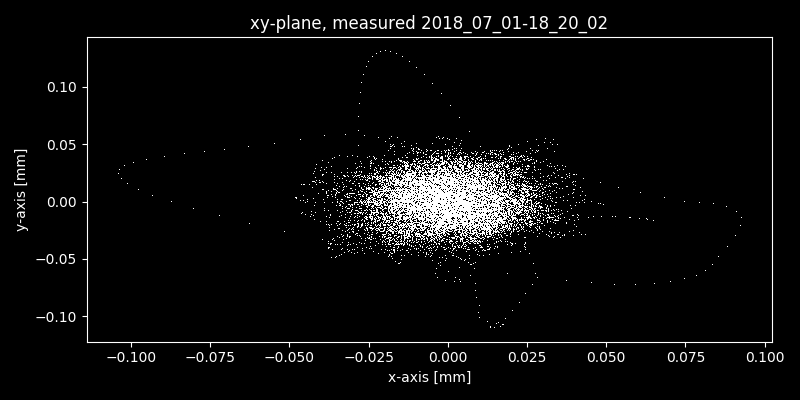 xy-plane, measured 2018_07_01-18_20_02
0.10
0.05
0.00
−0.05
−0.10
y-axis [mm]
−0.100 −0.075 −0.050 −0.025 0.000 0.025 0.050 0.075 0.100
x-axis [mm]